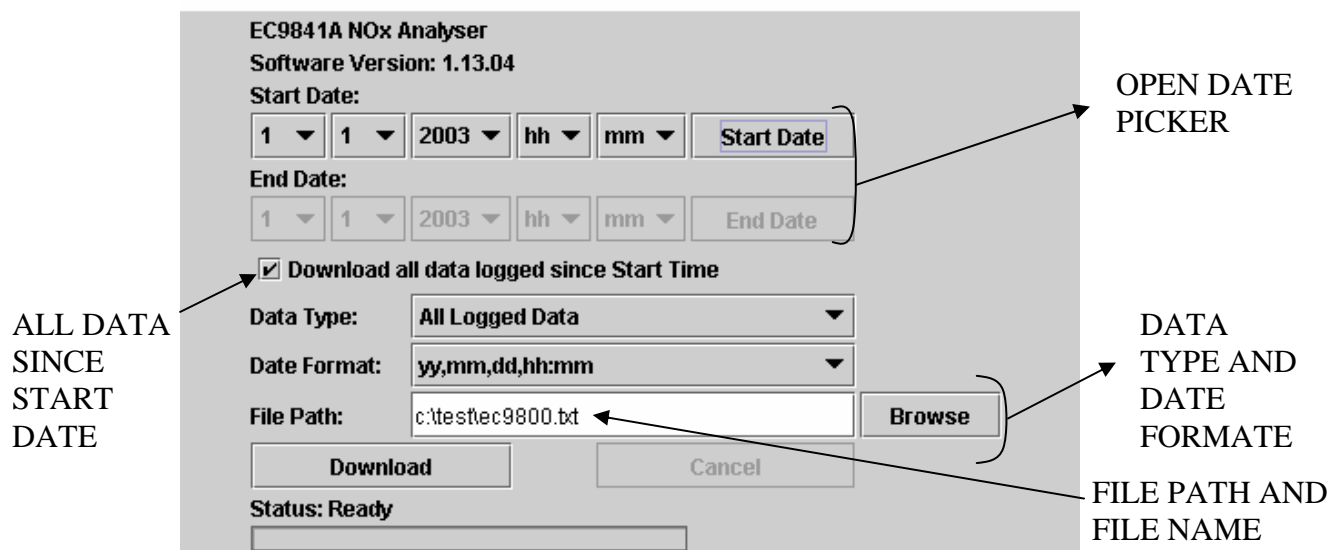 EC9841A NOx Analyser
Software Version: 1.13.04
Start Date:
1 1 2003 hh mm Start Date
End Date:
1 1 2003 hh mm End Date
Download all data logged since Start Time
Data Type: All Logged Data
Date Format: yy,mm,dd,hh:mm
File Path: c:\test\ec9800.txt Browse
Download Cancel
Status: Ready
OPEN DATE
PICKER
ALL DATA
SINCE
START
DATE
DATA
TYPE AND
DATE
FORMATE
FILE PATH AND
FILE NAME